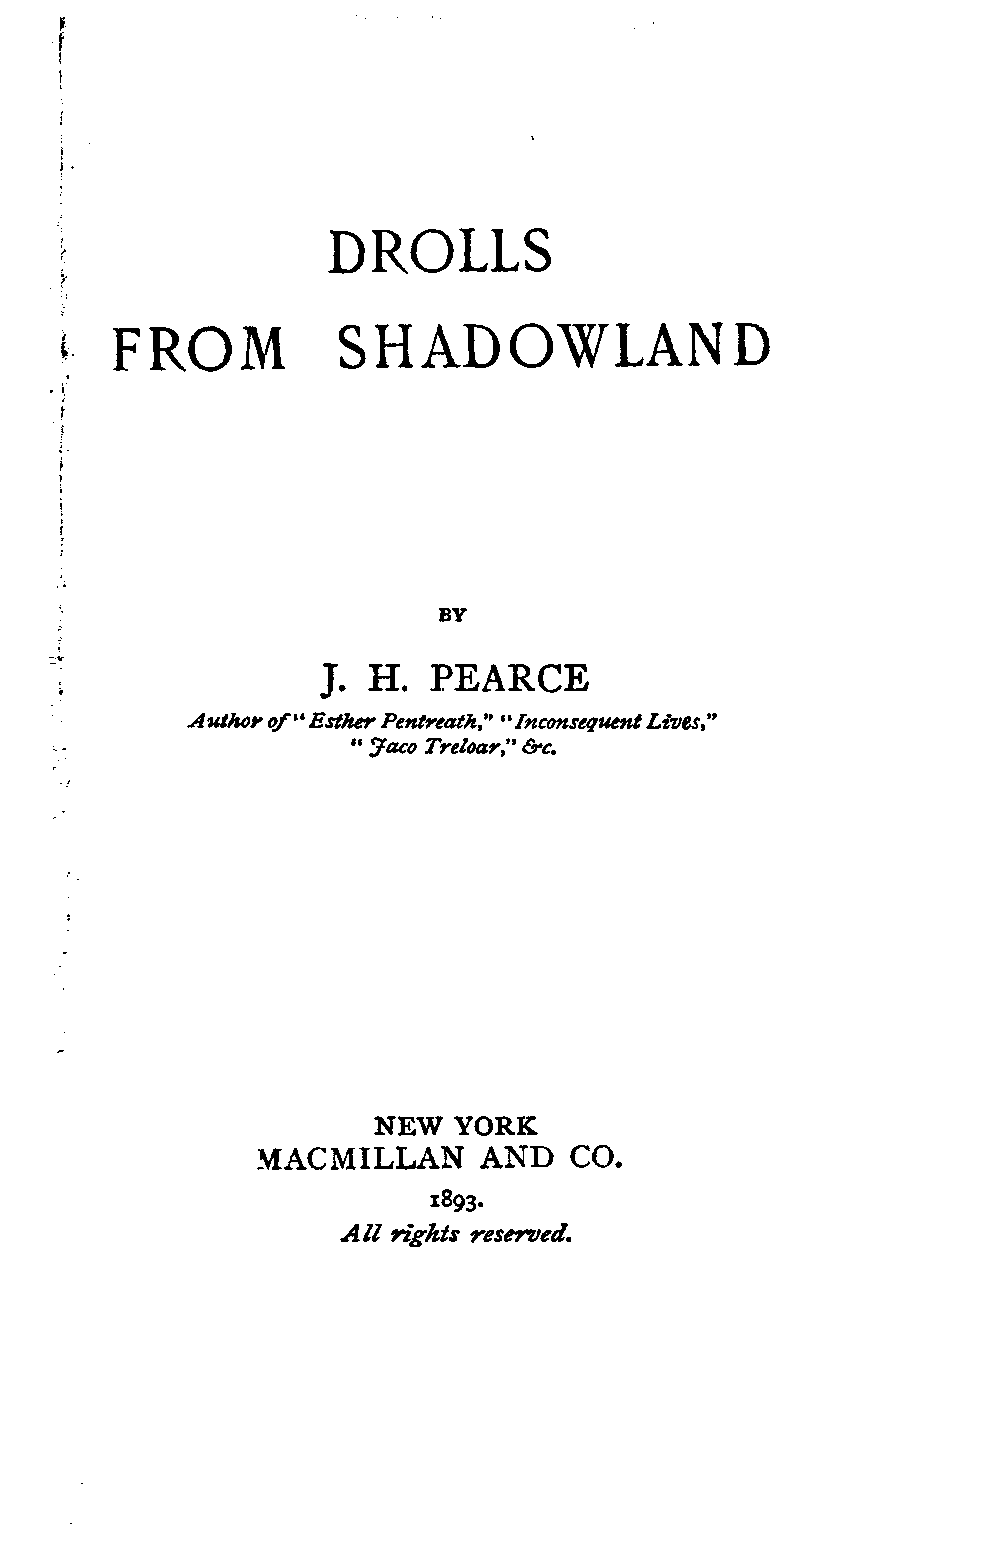 DROLLS
FROM SHADOWLAND
BY
J. H. PEARCE
Author of "Esther Pentreath," "Inconsequent Lives,"
"Jaco Treloar," &c.
NEW YORK
MACMILLAN AND CO.
1893.
All rights reserved.